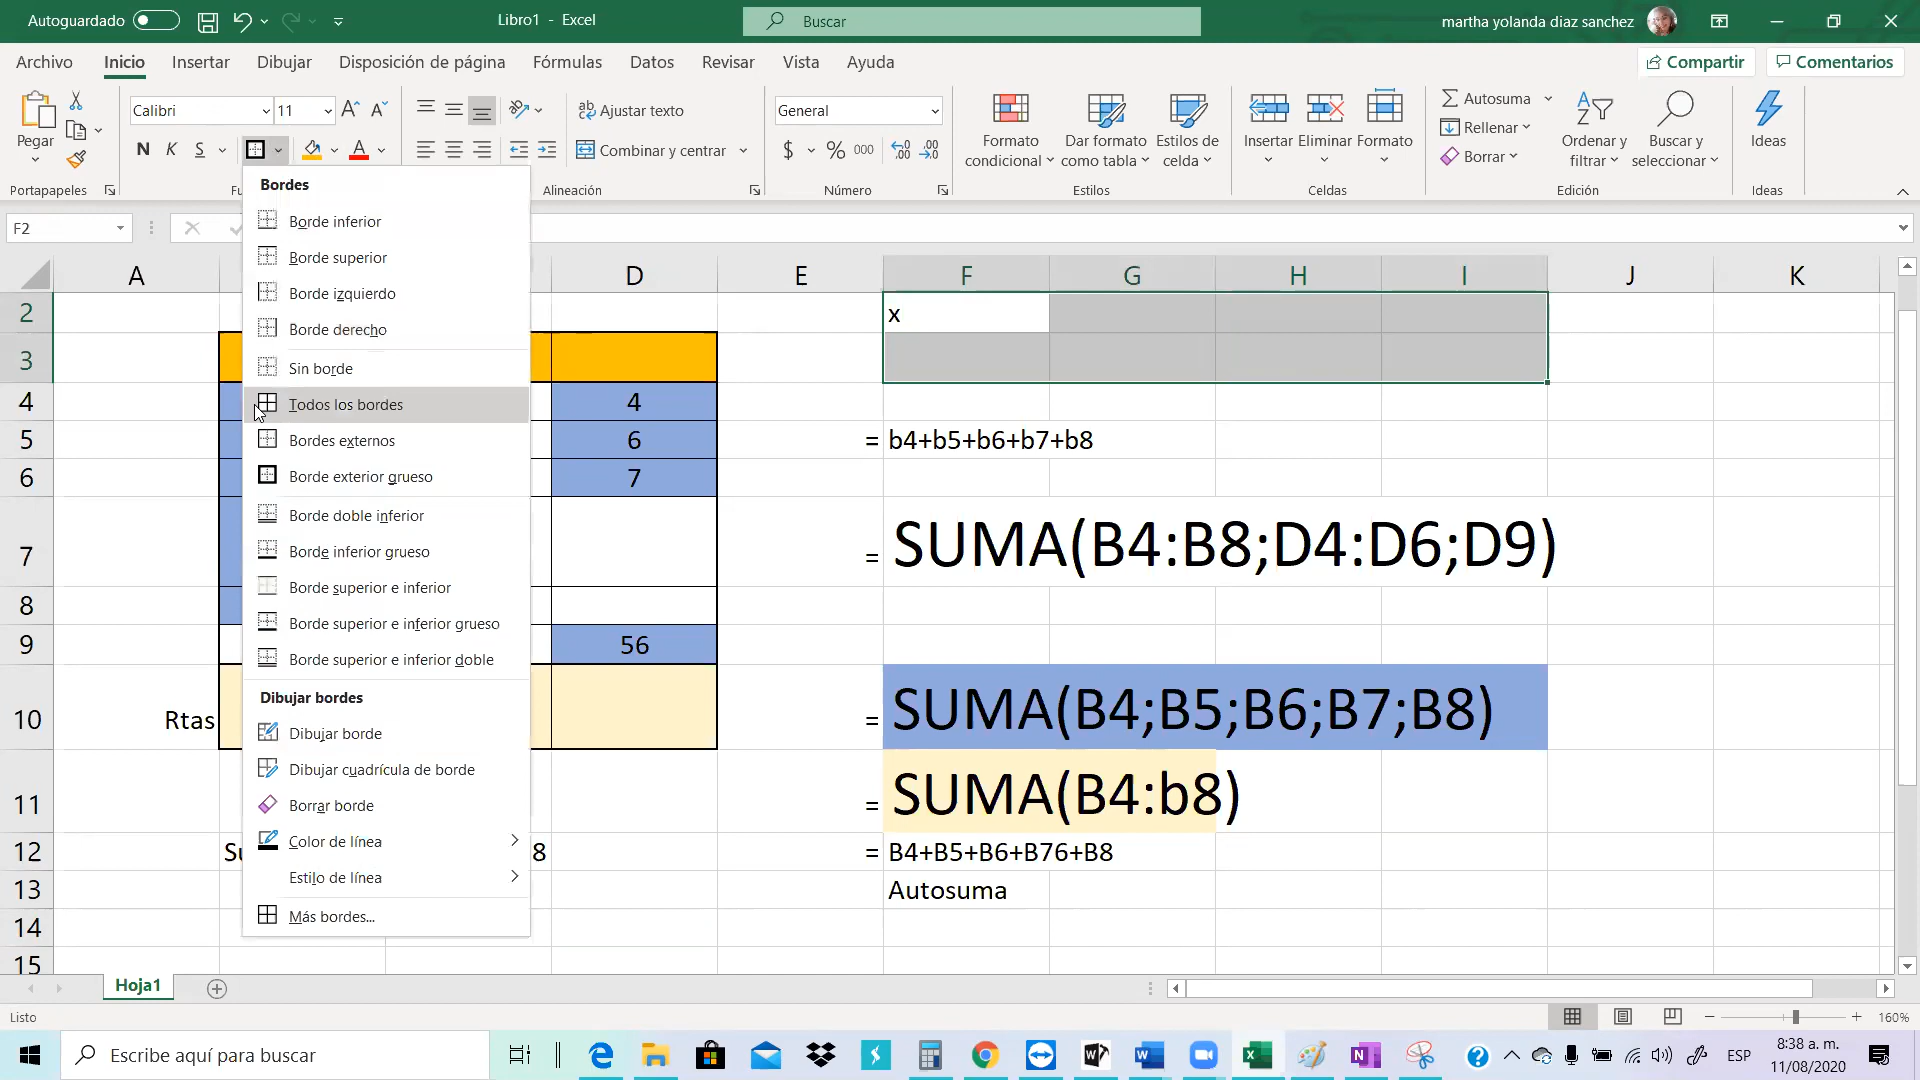 Autoguardado
Libro1 - Excel
Buscar
martha yolanda diaz sanchez
Archivo Inicio Insertar Dibujar Disposición de página Fórmulas Datos Revisar Vista Ayuda
Compartir Comentarios
Pegar
Portapapeles
Calibri 11
N K S
Fu
Ajustar texto
Combinar y centrar
Alineación
General
$ % 000
Número
Formato condicional
Dar formato como tabla
Estilos de celda
Estilos
Insertar Eliminar Formato
Celdas
Autosuma
Rellenar
Borrar
Ordenar y filtrar
Buscar y seleccionar
Edición
Ideas
Ideas
F2
Bordes
Borde inferior
Borde superior
Borde izquierdo
Borde derecho
Sin borde
Todos los bordes
Bordes externos
Borde exterior grueso
Borde doble inferior
Borde inferior grueso
Borde superior e inferior
Borde superior e inferior grueso
Borde superior e inferior doble
Dibujar bordes
Dibujar borde
Dibujar cuadrícula de borde
Borrar borde
Color de línea
Estilo de línea
Más bordes...
A D E F G H I J K
2 x
3
4 4
5 6 = b4+b5+b6+b7+b8
6 7
7 = SUMA(B4:B8;D4:D6;D9)
8
9 56
10 Rtas = SUMA(B4;B5;B6;B7;B8)
11 = SUMA(B4:b8)
12 Su 8 = B4+B5+B6+B76+B8
13 Autosuma
14
15
Hoja1
Listo
160%
Escribe aquí para buscar
ESP
8:38 a. m.
11/08/2020